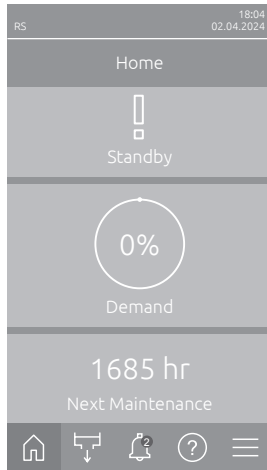 18:04
RS 02.04.2024
Home
Standby
0%
Demand
1685 hr
Next Maintenance
2
?